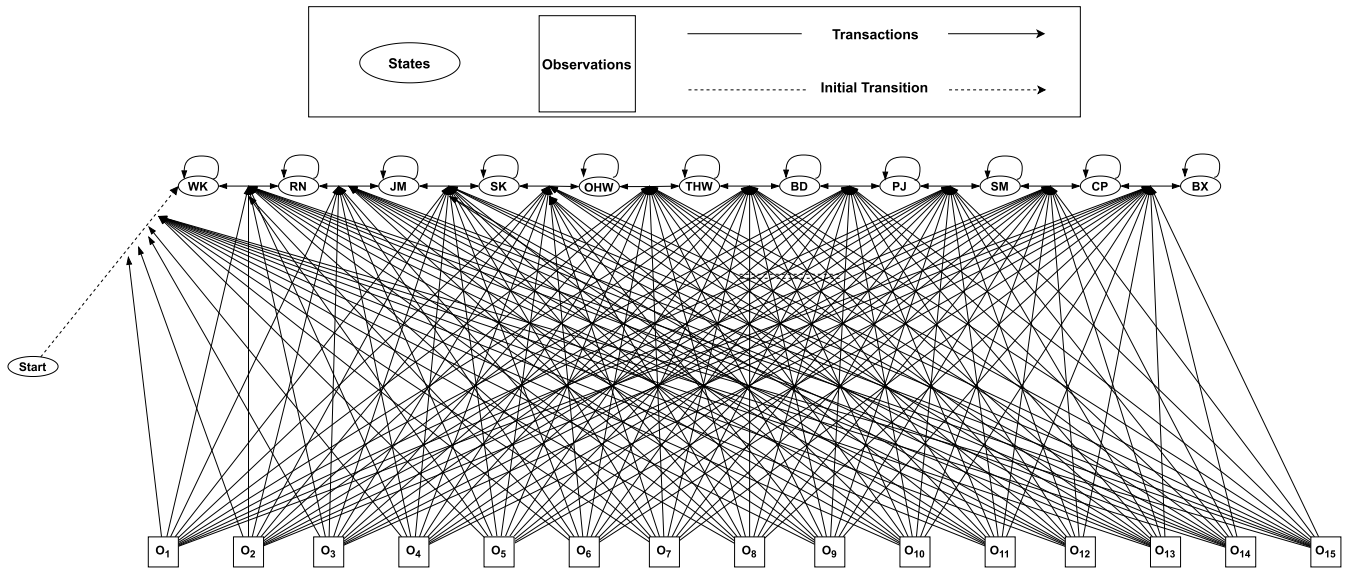 Transactions
States
Observations
Initial Transition
WK RN JM SK OHW THW BD PJ SM CP BX
Start
O1 O2 O3 O4 O5 O6 O7 O8 O9 O10 O11 O12 O13 O14 O15